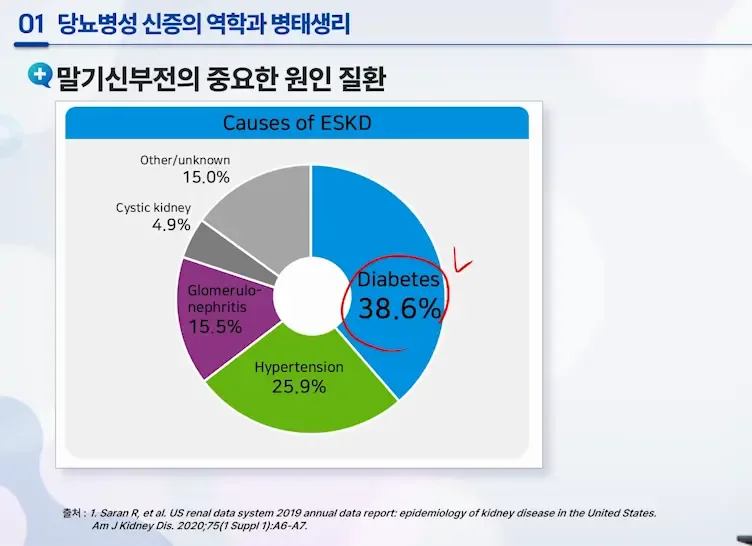 01 당뇨병성 신증의 역학과 병태생리
말기신부전의 중요한 원인 질환
Causes of ESKD
Other/unknown
15.0%
Cystic kidney
4.9%
Glomerulo-
nephritis
15.5%
Diabetes
38.6%
Hypertension
25.9%
출처 : 1. Saran R, et al. US renal data system 2019 annual data report: epidemiology of kidney disease in the United States.
Am J Kidney Dis. 2020;75(1 Suppl 1):A6-A7.